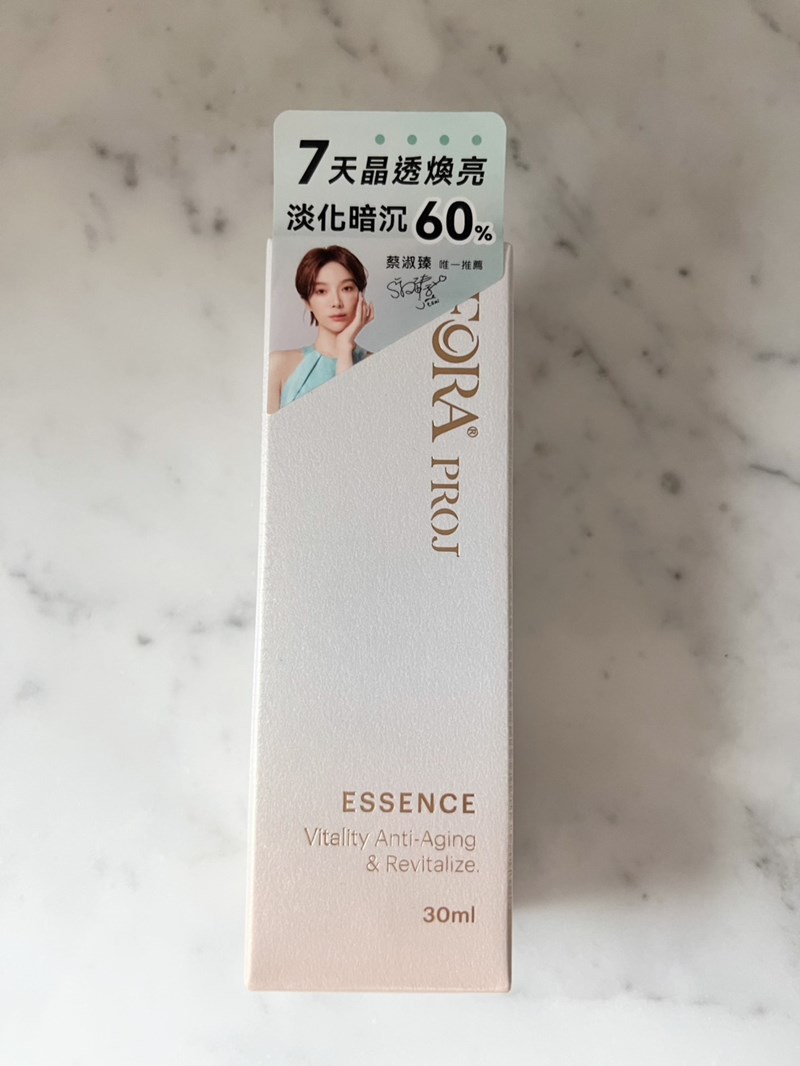 7天晶透煥亮
淡化暗沉60%
蔡淑臻 唯一推薦
FORA® PROJ
ESSENCE
Vitality Anti-Aging
& Revitalize.
30ml